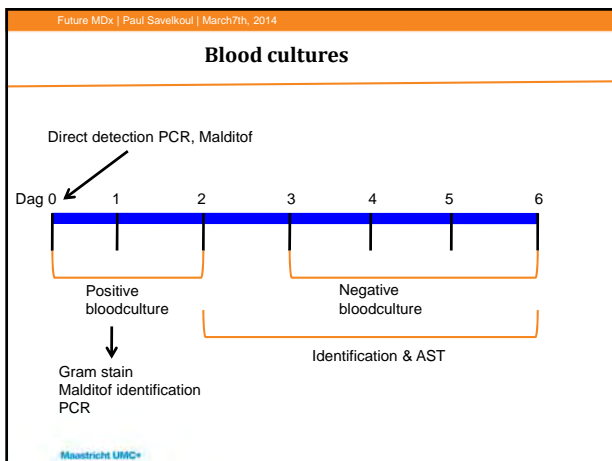 Future MDx | Paul Savelkoul | March7th, 2014
Blood cultures
Direct detection PCR, Malditof
Dag 0 1 2 3 4 5 6
Positive
bloodculture
Negative
bloodculture
Identification & AST
Gram stain
Malditof identification
PCR
Maastricht UMC+